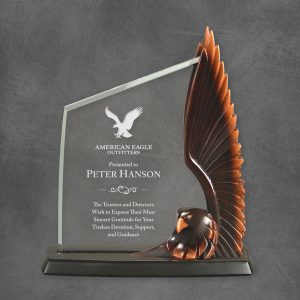 AMERICAN EAGLE
OUTFITTERS
Presented to
PETER HANSON
The Trustees and Directors
Wish to Express Their Most
Sincere Gratitude for Your
Tireless Devotion, Support,
and Guidance